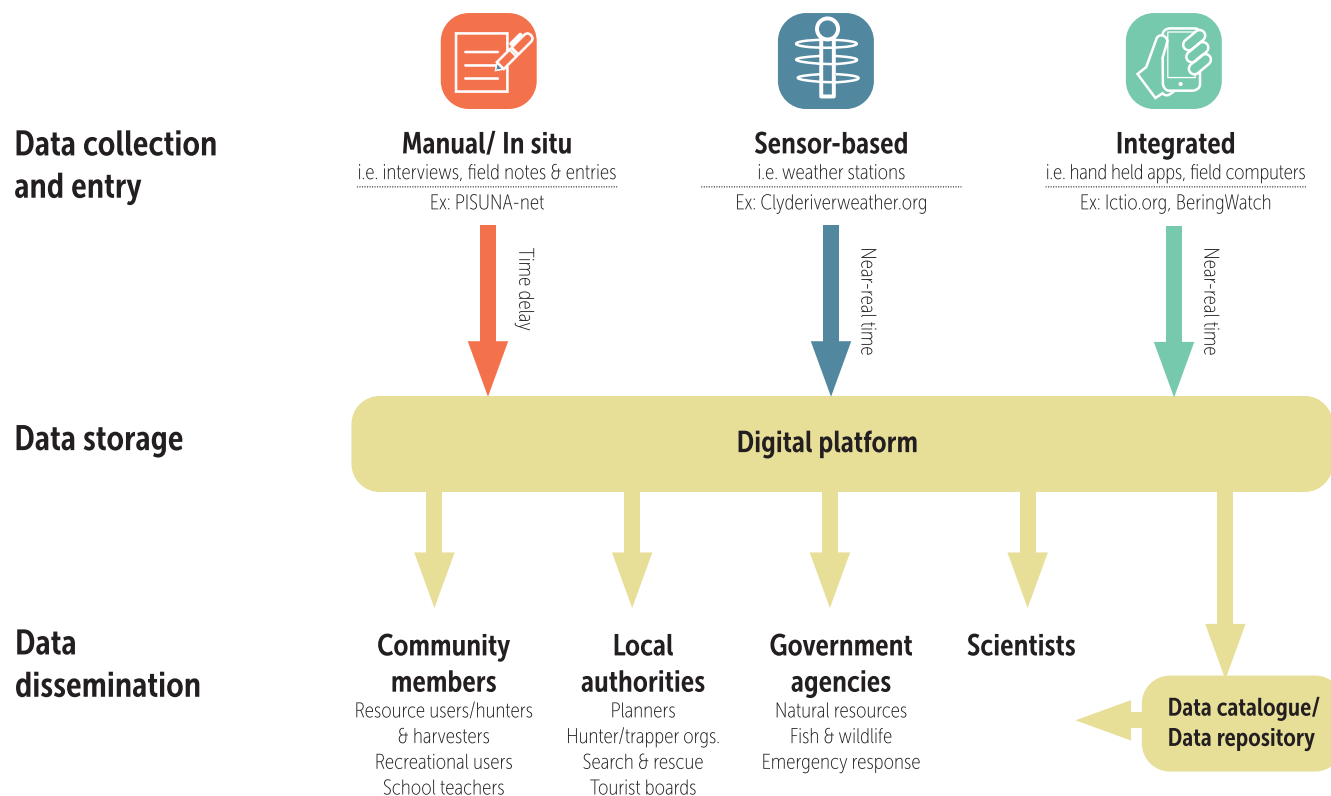 Data collection
and entry
Manual/ In situ
i.e. interviews, field notes & entries
Ex: PISUNA-net
Sensor-based
i.e. weather stations
Ex: Clyderiverweather.org
Integrated
i.e. hand held apps, field computers
Ex: Ictio.org, BeringWatch
Time delay
Near-real time
Near-real time
Data storage
Digital platform
Data
dissemination
Community
members
Resource users/hunters
& harvesters
Recreational users
School teachers
Local
authorities
Planners
Hunter/trapper orgs.
Search & rescue
Tourist boards
Government
agencies
Natural resources
Fish & wildlife
Emergency response
Scientists
Data catalogue/
Data repository